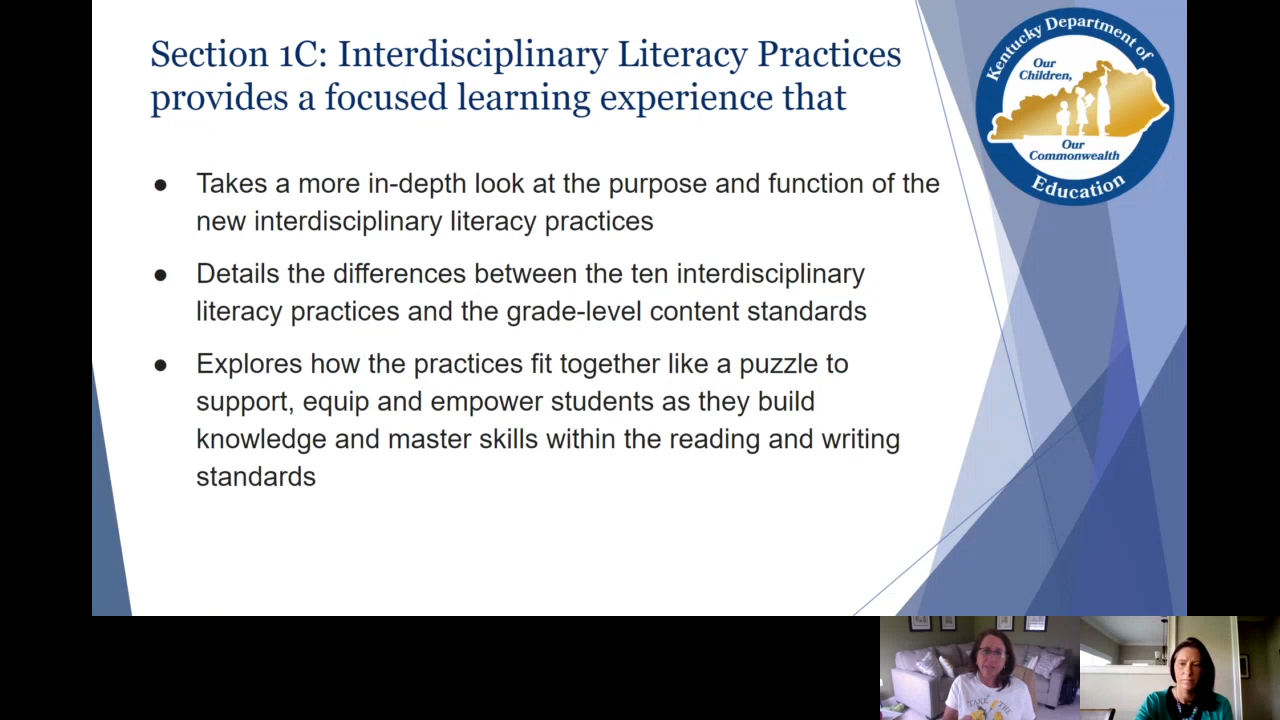 Section 1C: Interdisciplinary Literacy Practices
provides a focused learning experience that
Kentucky Department of
Our
Children,
Our
Commonwealth
Education
● Takes a more in-depth look at the purpose and function of the
new interdisciplinary literacy practices
● Details the differences between the ten interdisciplinary
literacy practices and the grade-level content standards
● Explores how the practices fit together like a puzzle to
support, equip and empower students as they build
knowledge and master skills within the reading and writing
standards